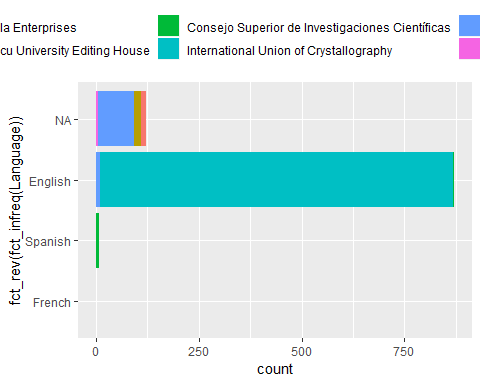 la Enterprises Consejo Superior de Investigaciones Científicas
cu University Editing House International Union of Crystallography
NA
English
Spanish
French
fct_rev(fct_infreq(Language))
0 250 500 750
count